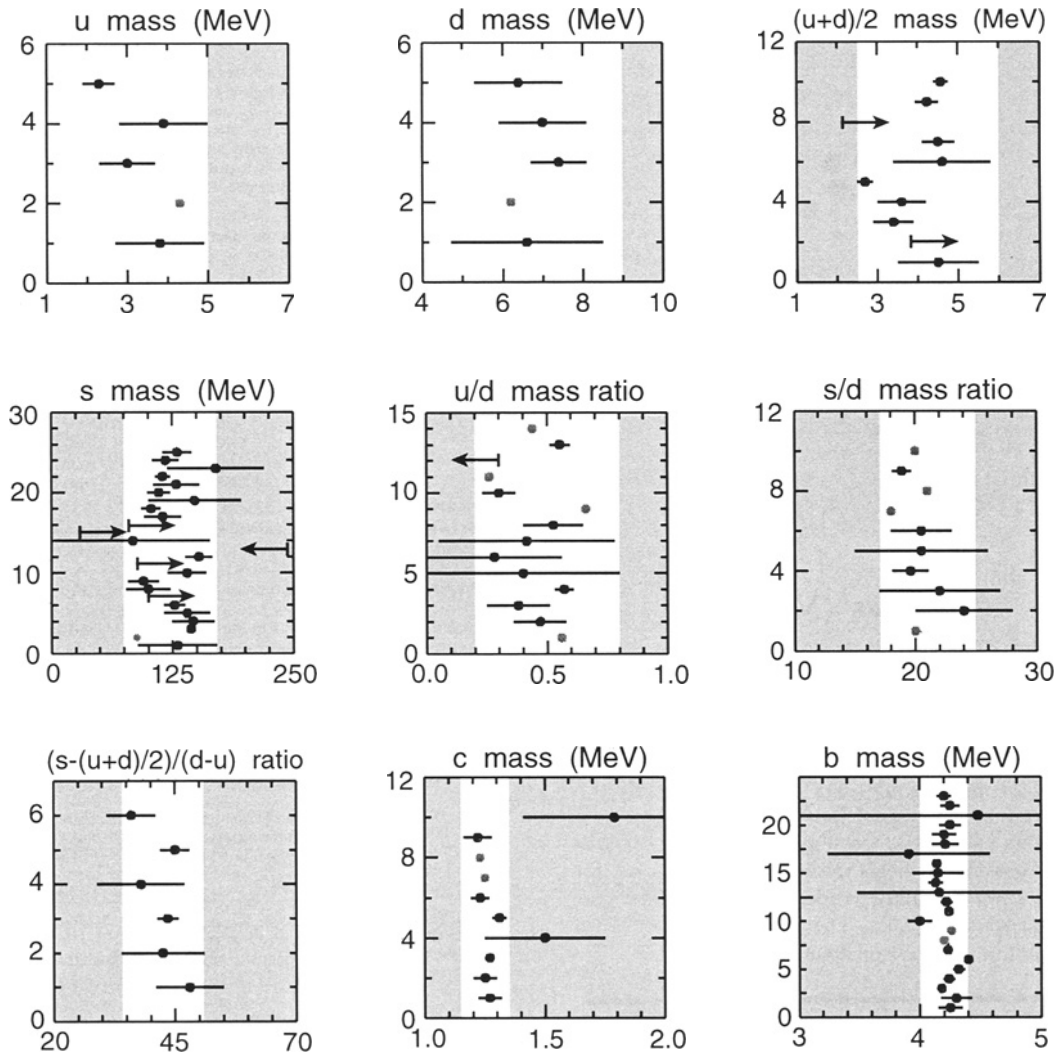 u mass (MeV)
6
4
2
0
1 3 5 7
d mass (MeV)
6
4
2
0
4 6 8 10
(u+d)/2 mass (MeV)
12
8
4
0
1 3 5 7
s mass (MeV)
30
20
10
0
0 125 250
u/d mass ratio
15
10
5
0
0.0 0.5 1.0
s/d mass ratio
12
8
4
0
10 20 30
(s-(u+d)/2)/(d-u) ratio
6
4
2
0
20 45 70
c mass (MeV)
12
8
4
0
1.0 1.5 2.0
b mass (MeV)
20
15
10
5
0
3 4 5